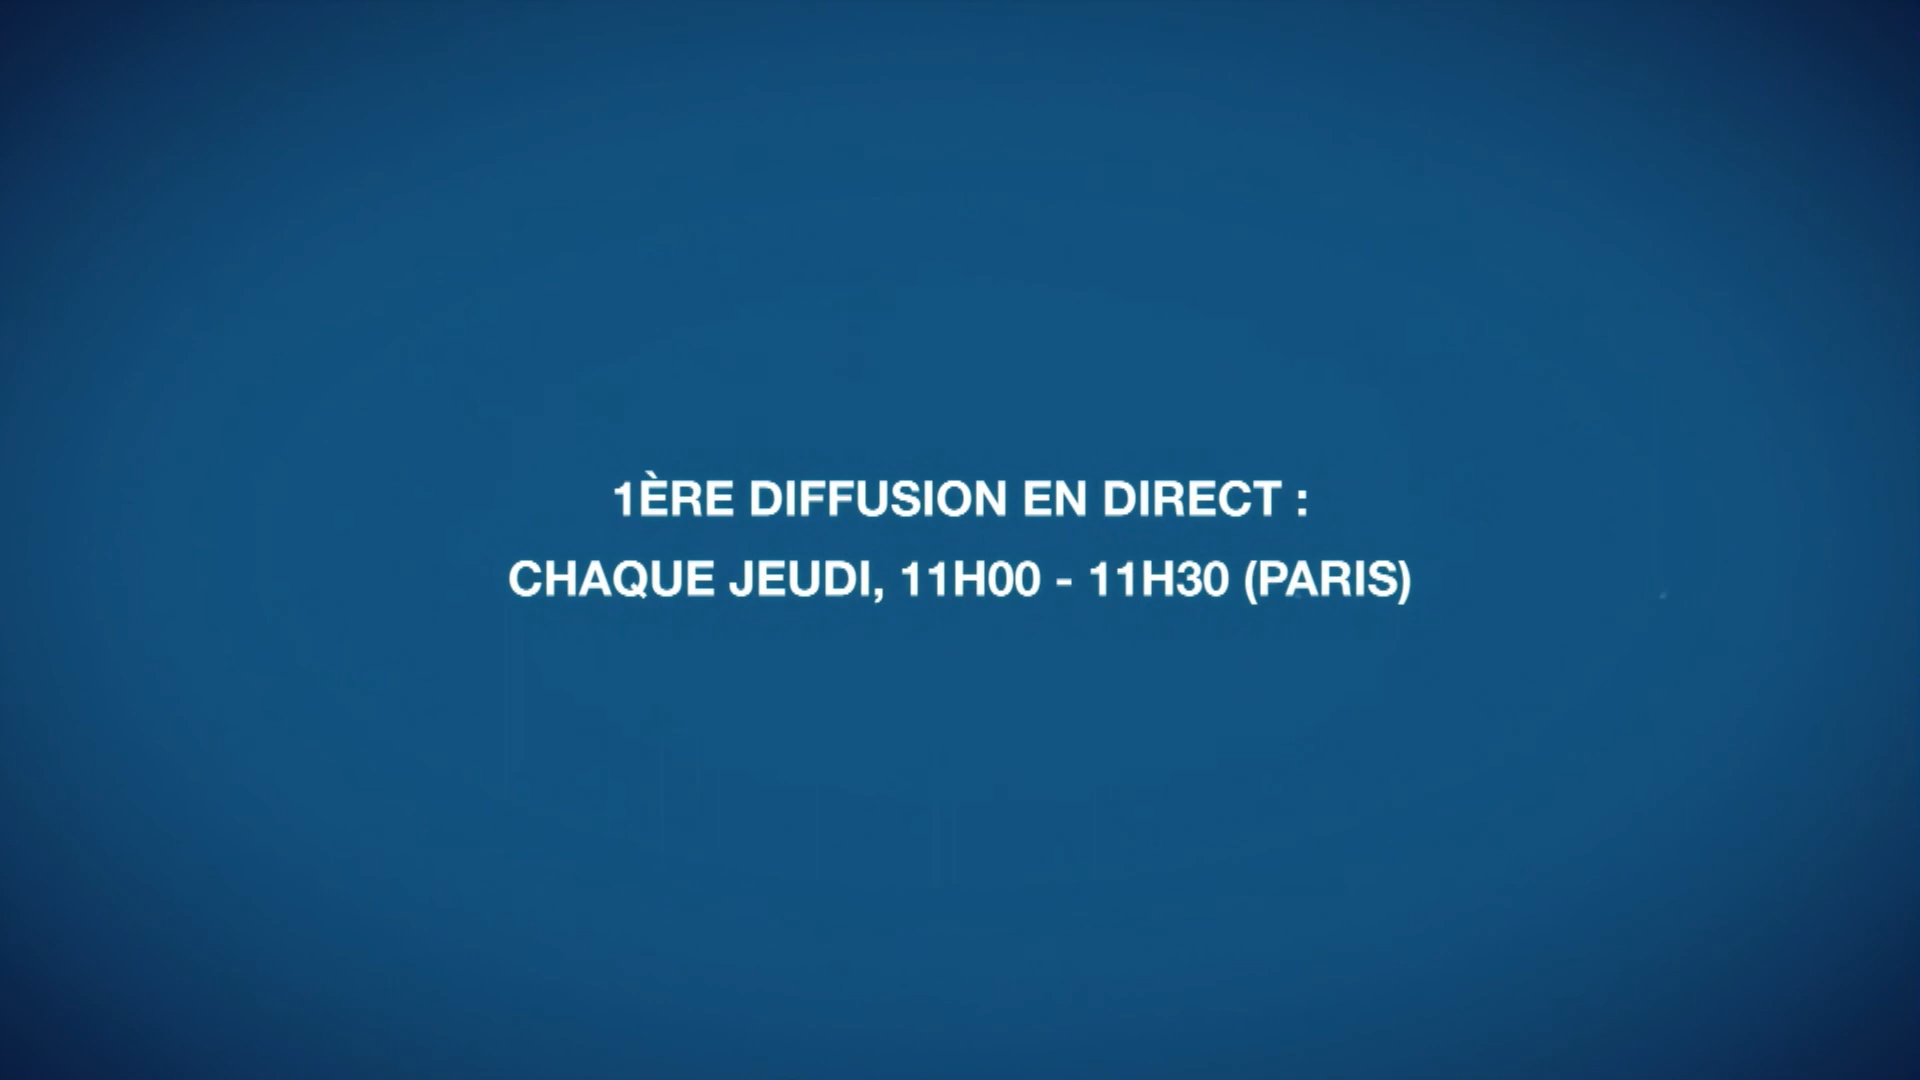 1ÈRE DIFFUSION EN DIRECT :
CHAQUE JEUDI, 11H00 - 11H30 (PARIS)